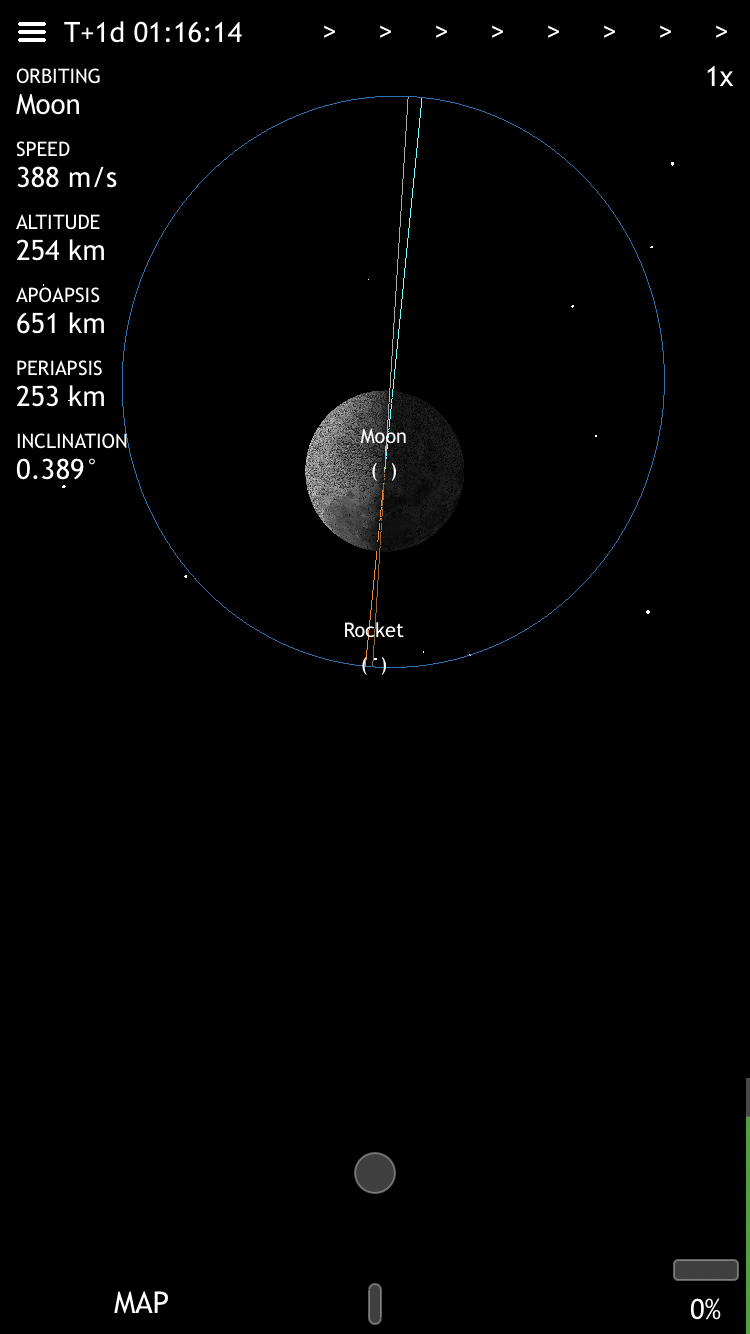 T+1d 01:16:14 > > > > > > > >
1x
ORBITING
Moon
SPEED
388 m/s
ALTITUDE
254 km
APOAPSIS
651 km
PERIAPSIS
253 km
INCLINATION
0.389°
Moon
( )
Rocket
( )
MAP
0%